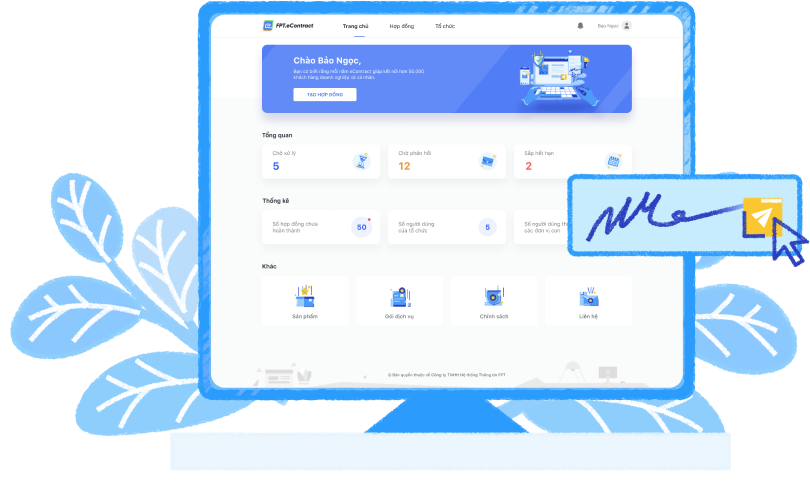 FPT.eContract
Trang chủ
Hợp đồng
Tổ chức
Bảo Ngọc
Chào Bảo Ngọc,
Bạn có biết rằng mỗi năm eContract giúp kết nối hơn 50.000
khách hàng doanh nghiệp và cá nhân.
TẠO HỢP ĐỒNG
Tổng quan
Chờ xử lý
5
Chờ phản hồi
12
Sắp hết hạn
2
Thống kê
Số hợp đồng chưa
hoàn thành
50
Số người dùng
của tổ chức
5
Số người dùng
các đơn vị con
Khác
Sản phẩm
Gói dịch vụ
Chính sách
Liên hệ
© Bản quyền thuộc về Công ty TNHH Hệ thống Thông tin FPT